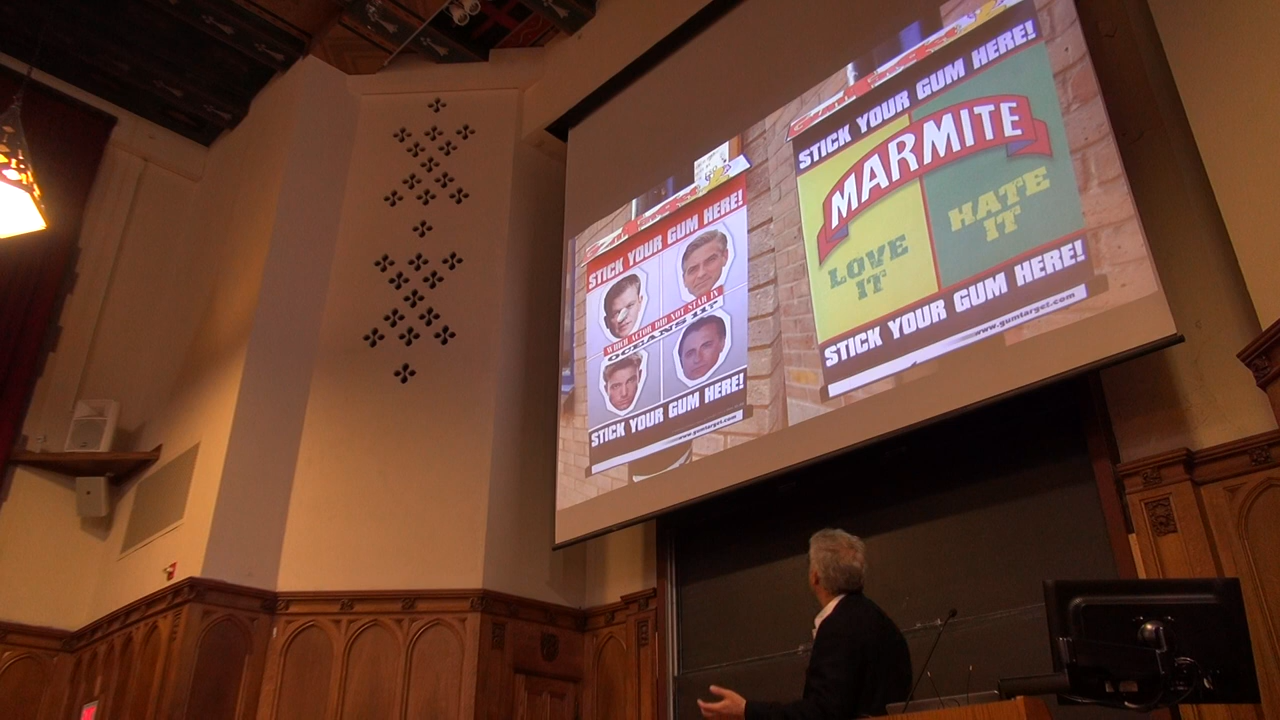 STICK YOUR GUM HERE!
WHICH ACTOR DID NOT STAR IN
OCEAN'S 11?
STICK YOUR GUM HERE!
www.gumtarget.com
STICK YOUR GUM HERE!
MARMITE
LOVE
IT
HATE
IT
STICK YOUR GUM HERE!
www.gumtarget.com